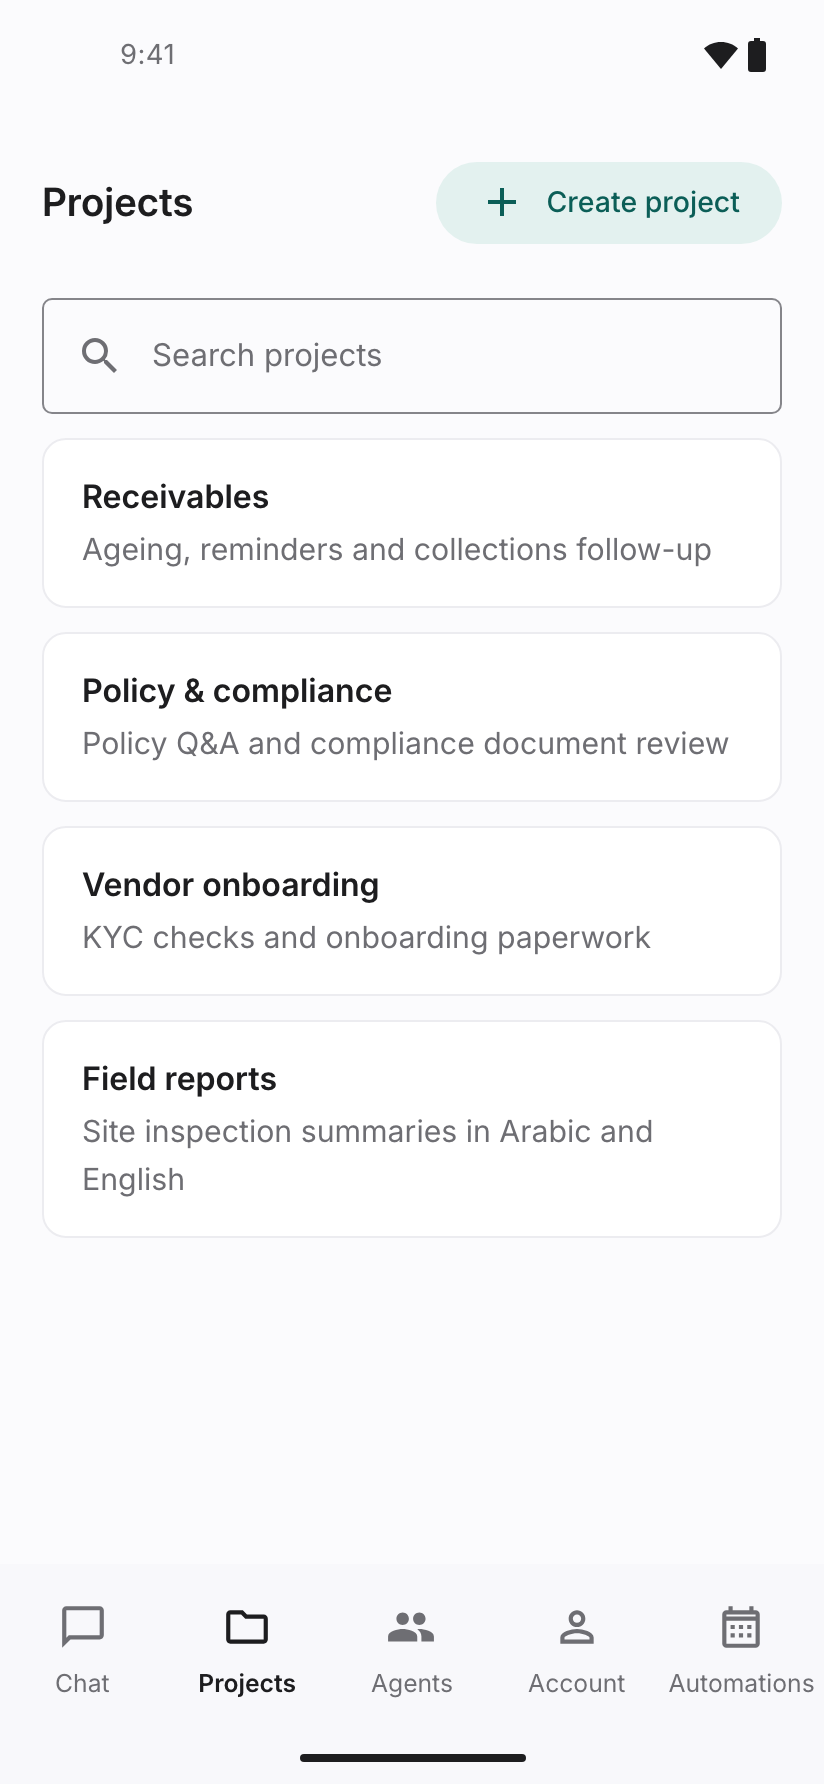 9:41
Projects
Create project
Search projects
Receivables
Ageing, reminders and collections follow-up
Policy & compliance
Policy Q&A and compliance document review
Vendor onboarding
KYC checks and onboarding paperwork
Field reports
Site inspection summaries in Arabic and
English
Chat
Projects
Agents
Account
Automations